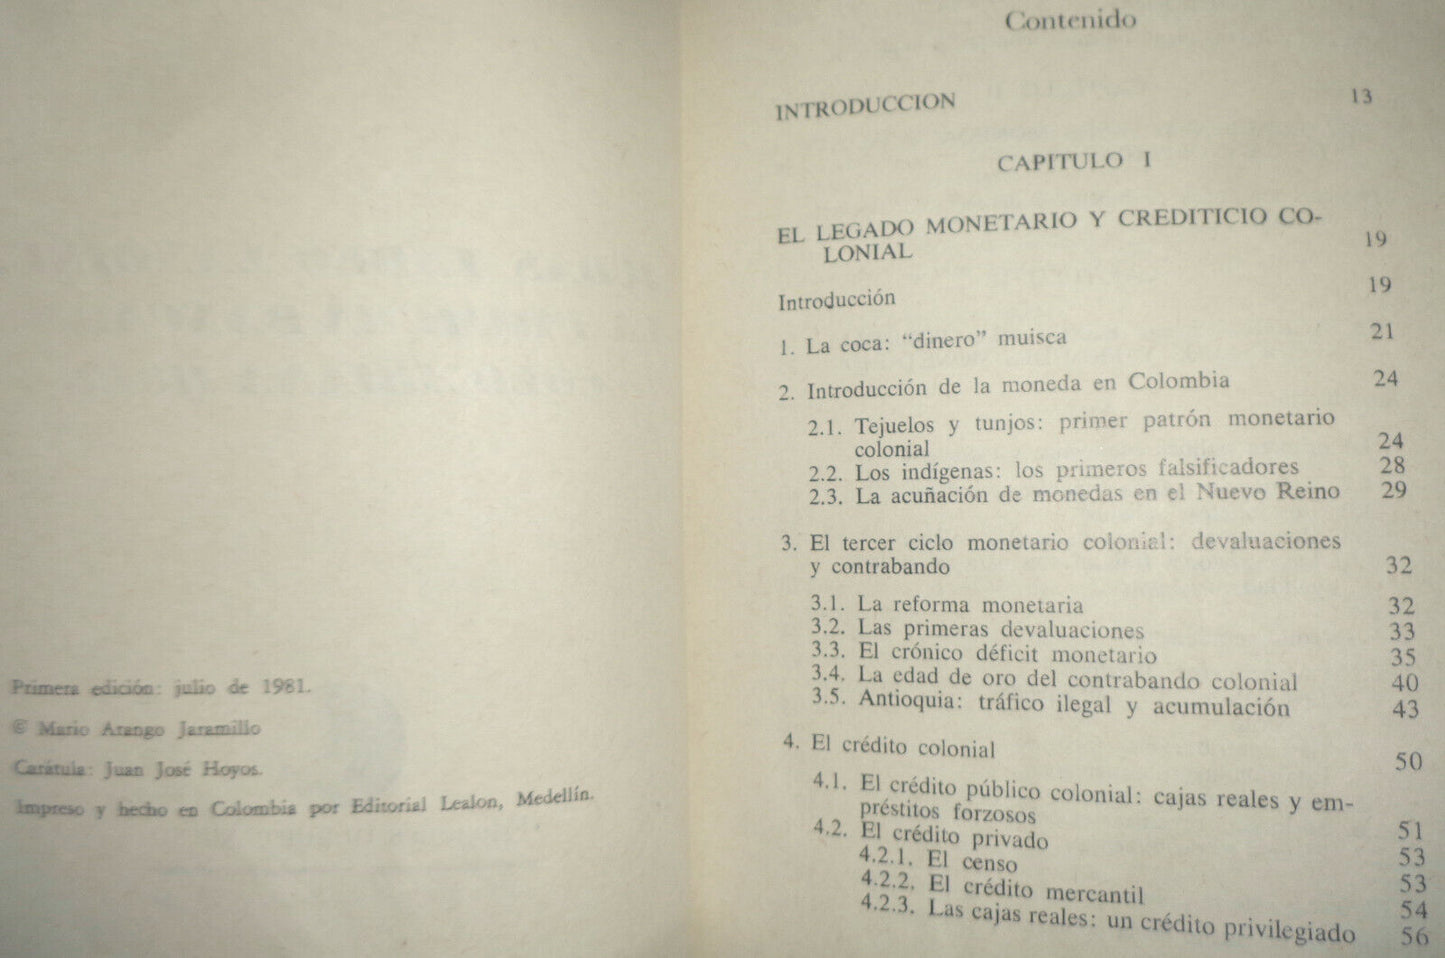 Primera edición: julio de 1981.
© Mario Arango Jaramillo
Carátula: Juan José Hoyos.
Impreso y hecho en Colombia por Editorial Lealon, Medellín.
Contenido
INTRODUCCION 13
CAPITULO I
EL LEGADO MONETARIO Y CREDITICIO CO-
LONIAL 19
Introducción 19
1. La coca: “dinero” muisca 21
2. Introducción de la moneda en Colombia 24
2.1. Tejuelos y tunjos: primer patrón monetario
colonial 24
2.2. Los indígenas: los primeros falsificadores 28
2.3. La acuñación de monedas en el Nuevo Reino 29
3. El tercer ciclo monetario colonial: devaluaciones
y contrabando 32
3.1. La reforma monetaria 32
3.2. Las primeras devaluaciones 33
3.3. El crónico déficit monetario 35
3.4. La edad de oro del contrabando colonial 40
3.5. Antioquia: tráfico ilegal y acumulación 43
4. El crédito colonial 50
4.1. El crédito público colonial: cajas reales y em-
préstitos forzosos 51
4.2. El crédito privado 53
4.2.1. El censo 53
4.2.2. El crédito mercantil 54
4.2.3. Las cajas reales: un crédito privilegiado 56